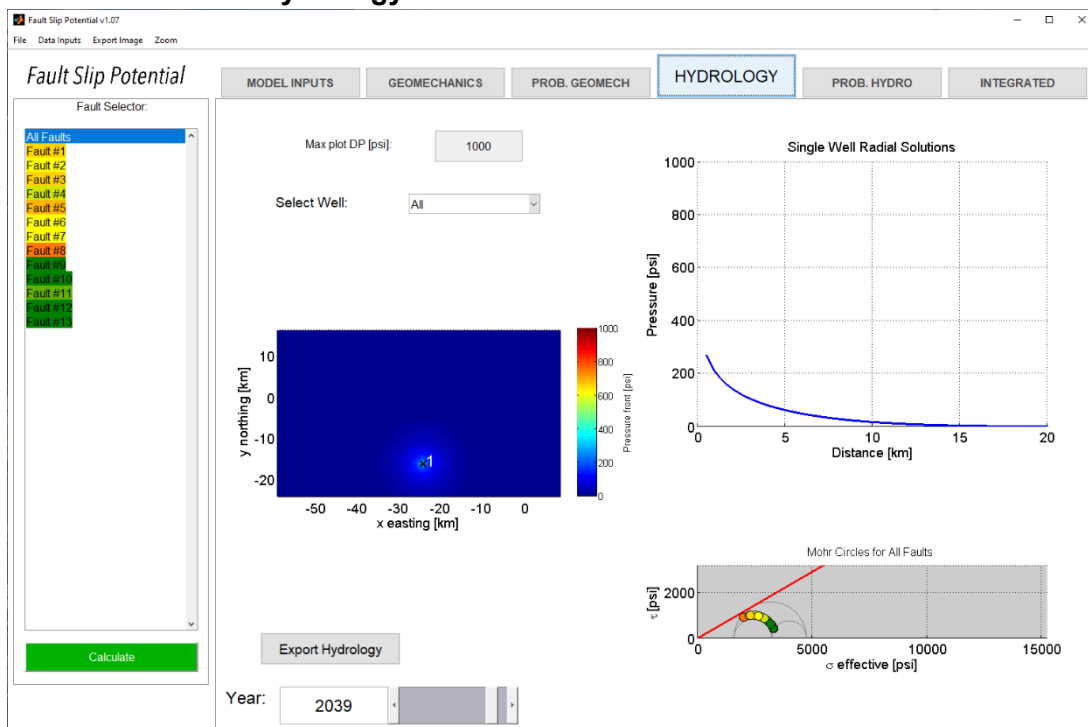 Fault Slip Potential v1.07
File Data Inputs Export Image Zoom
Fault Slip Potential
MODEL INPUTS
GEOMECHANICS
PROB. GEOMECH
HYDROLOGY
PROB. HYDRO
INTEGRATED
Fault Selector:
All Faults
Fault #1
Fault #2
Fault #3
Fault #4
Fault #5
Fault #6
Fault #7
Fault #8
Fault #9
Fault #10
Fault #11
Fault #12
Fault #13
Calculate
Max plot DP [psi]:
1000
Select Well:
All
10
0
-10
-20
y northing [km]
-50 -40 -30 -20 -10 0
x easting [km]
1
1000
800
600
400
200
0
Pressure front [psi]
Export Hydrology
Year:
2039
Single Well Radial Solutions
1000
800
600
400
200
0
Pressure [psi]
0 5 10 15 20
Distance [km]
Mohr Circles for All Faults
2000
0
τ [psi]
0 5000 10000 15000
σ effective [psi]